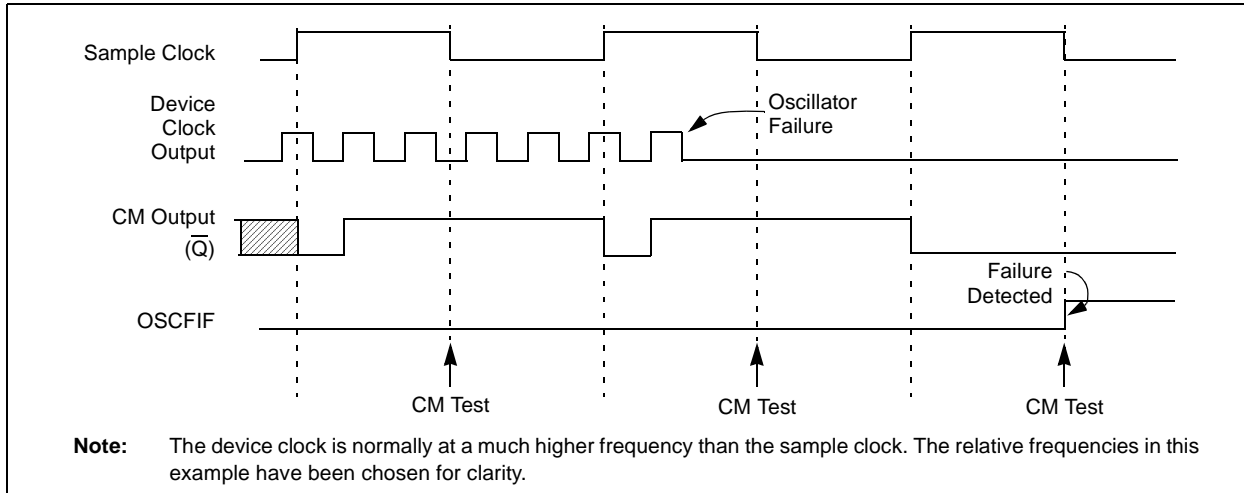 Sample Clock
Device
Clock
Output
Oscillator
Failure
CM Output
(Q̅)
Failure
Detected
OSCFIF
CM Test
CM Test
CM Test
Note: The device clock is normally at a much higher frequency than the sample clock. The relative frequencies in this
example have been chosen for clarity.